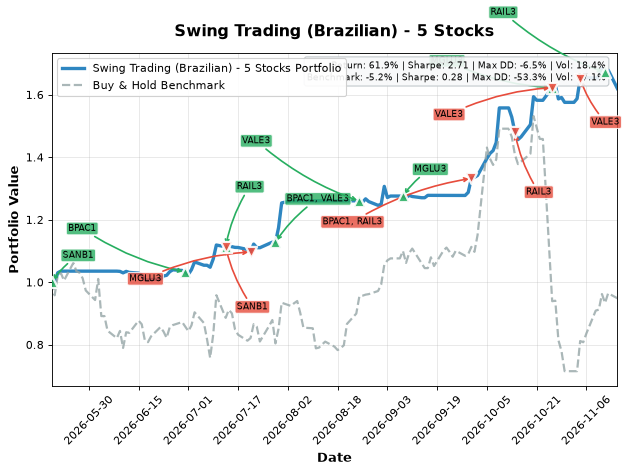 RAIL3
Swing Trading (Brazilian) - 5 Stocks
Swing Trading (Brazilian) - 5 Stocks Portfolio
Buy & Hold Benchmark
61.9% | Sharpe: 2.71 | Max DD: -6.5% | Vol: 18.4%
-5.2% | Sharpe: 0.28 | Max DD: -53.3% | Vol:
VALE3
VALE3
VALE3
MGLU3
RAIL3
RAIL3
BPAC1, VALE3
BPAC1, RAIL3
BPAC1
SANB1
MGLU3
SANB1
Portfolio Value
1.6
1.4
1.2
1.0
0.8
2026-05-30
2026-06-15
2026-07-01
2026-07-17
2026-08-02
2026-08-18
2026-09-03
2026-09-19
2026-10-05
2026-10-21
2026-11-06
Date